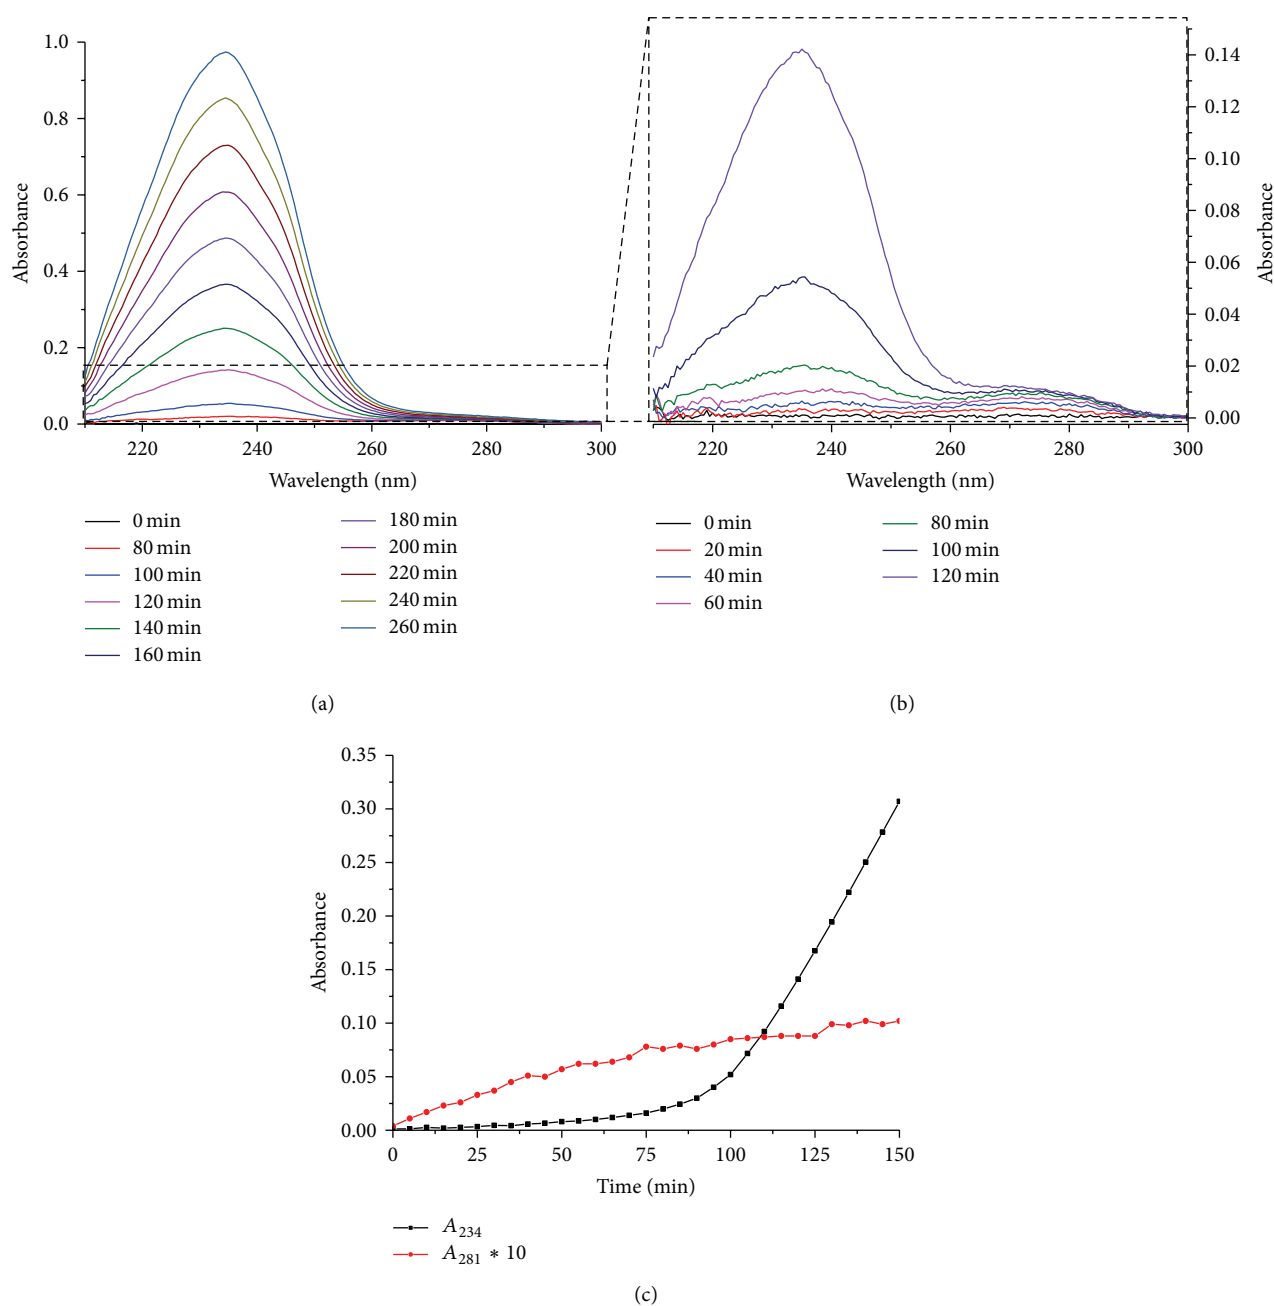 1.0
0.8
0.6
0.4
0.2
0.0
Absorbance
220 240 260 280 300
Wavelength (nm)
0.14
0.12
0.10
0.08
0.06
0.04
0.02
0.00
Absorbance
220 240 260 280 300
Wavelength (nm)
0 min
80 min
100 min
120 min
140 min
160 min
180 min
200 min
220 min
240 min
260 min
(a)
0 min
20 min
40 min
60 min
80 min
100 min
120 min
(b)
0.35
0.30
0.25
0.20
0.15
0.10
0.05
0.00
Absorbance
0 25 50 75 100 125 150
Time (min)
A234
A281 * 10
(c)